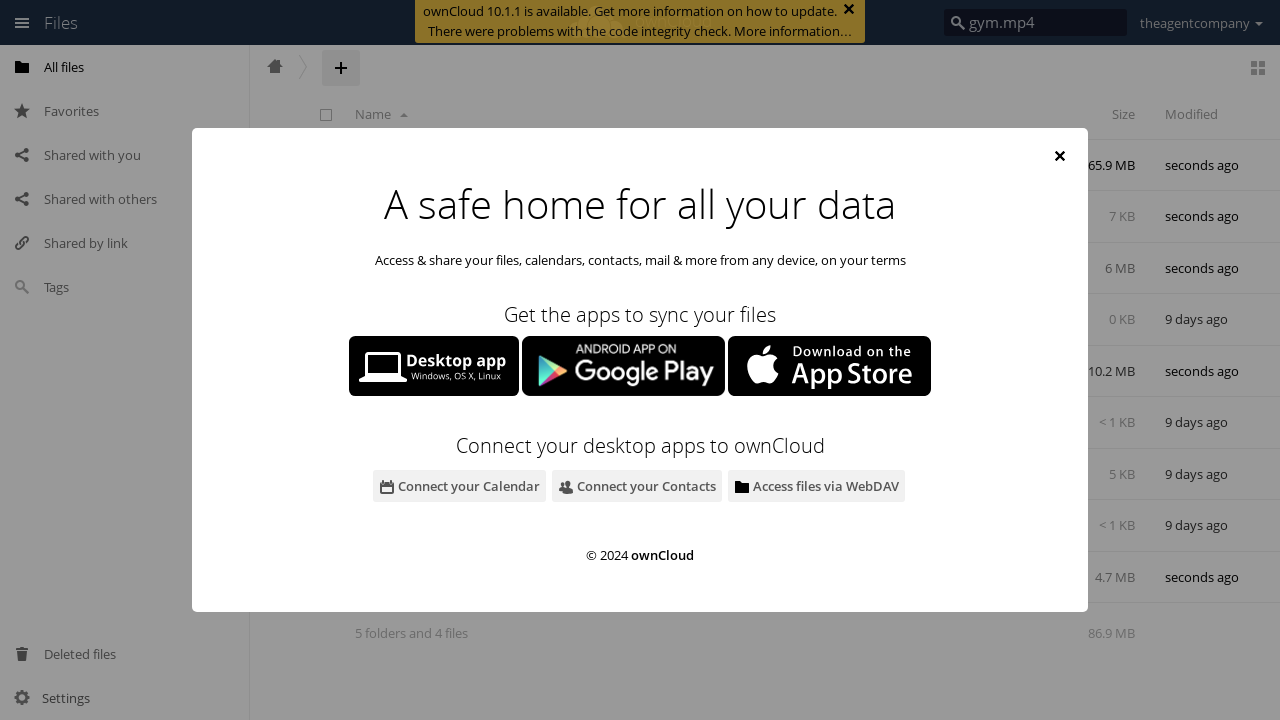 Files
ownCloud 10.1.1 is available. Get more information on how to update.
There were problems with the code integrity check. More information…
gym.mp4
theagentcompany
All files
Favorites
Shared with you
Shared with others
Shared by link
Tags
Deleted files
Settings
Name
Size
Modified
65.9 MB
seconds ago
7 KB
seconds ago
6 MB
seconds ago
0 KB
9 days ago
10.2 MB
seconds ago
< 1 KB
9 days ago
5 KB
9 days ago
< 1 KB
9 days ago
4.7 MB
seconds ago
5 folders and 4 files
86.9 MB
A safe home for all your data
Access & share your files, calendars, contacts, mail & more from any device, on your terms
Get the apps to sync your files
Desktop app
Windows, OS X, Linux
ANDROID APP ON
Google Play
Download on the
App Store
Connect your desktop apps to ownCloud
Connect your Calendar
Connect your Contacts
Access files via WebDAV
© 2024 ownCloud